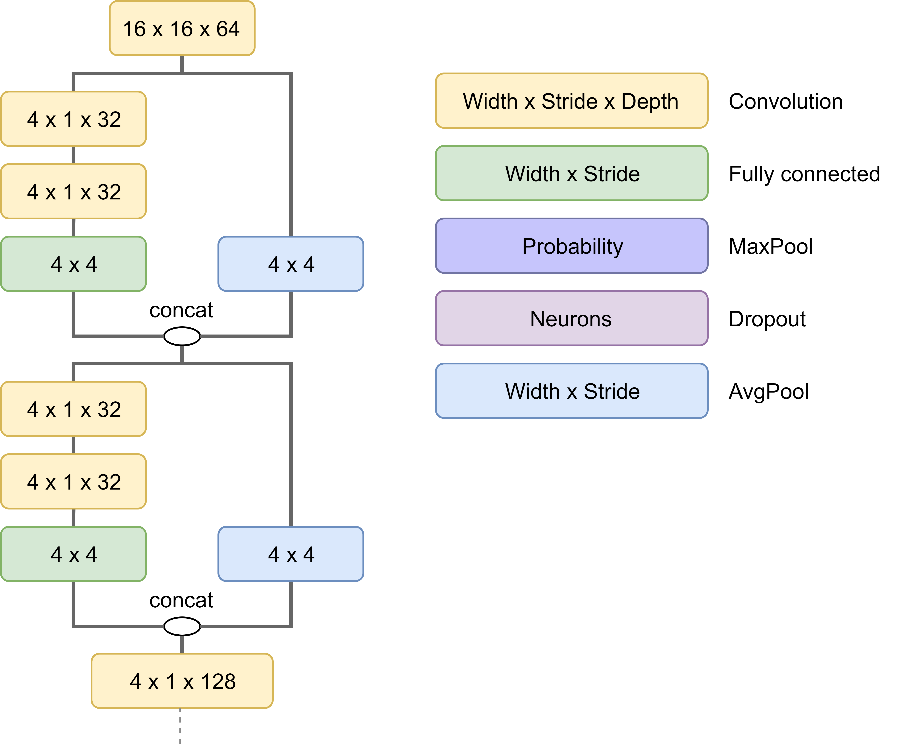 16 x 16 x 64
4 x 1 x 32
4 x 1 x 32
4 x 4
4 x 4
concat
4 x 1 x 32
4 x 1 x 32
4 x 4
4 x 4
concat
4 x 1 x 128
Width x Stride x Depth Convolution
Width x Stride Fully connected
Probability MaxPool
Neurons Dropout
Width x Stride AvgPool